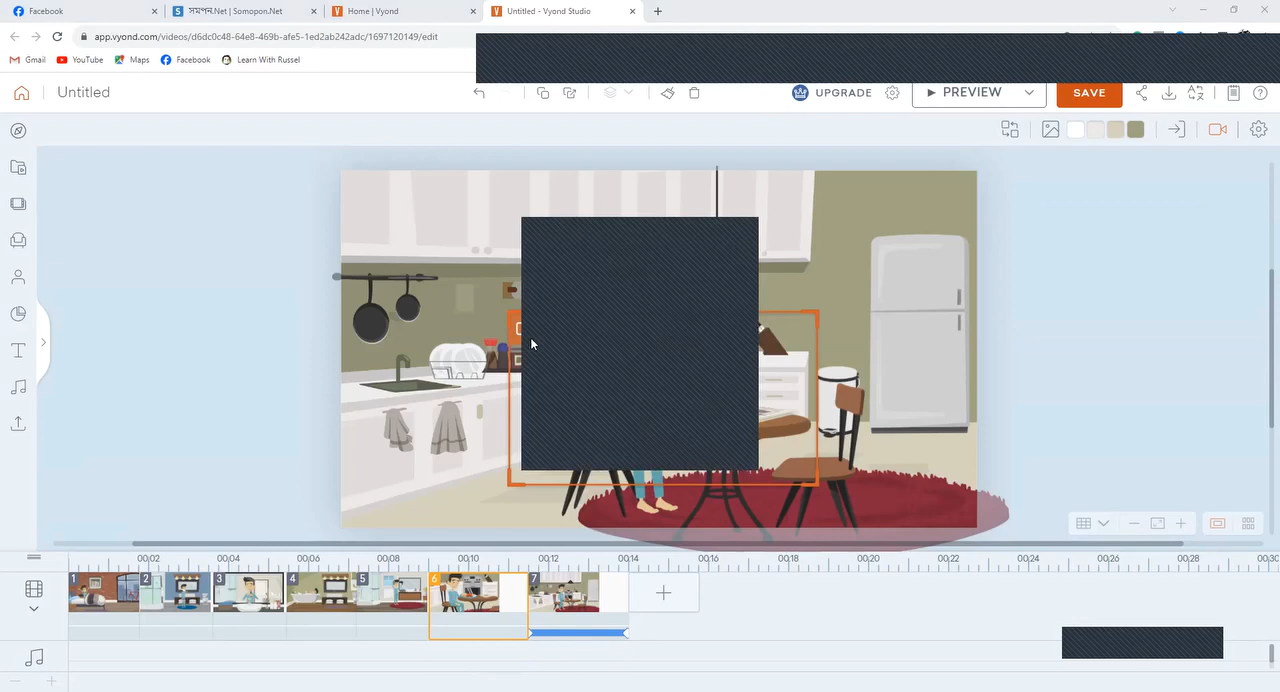 Facebook
সমপন.Net | Somopon.Net
Home | Vyond
Untitled - Vyond Studio
app.vyond.com/videos/d6dc0c48-64e8-469b-afe5-1ed2ab242adc/1697120149/edit
Gmail
YouTube
Maps
Facebook
Learn With Russel
Untitled
UPGRADE
PREVIEW
SAVE
00:02 00:04 00:06 00:08 00:10 00:12 00:14 00:16 00:18 00:20 00:22 00:24 00:26 00:28 00:30
1 2 3 4 5 6 7